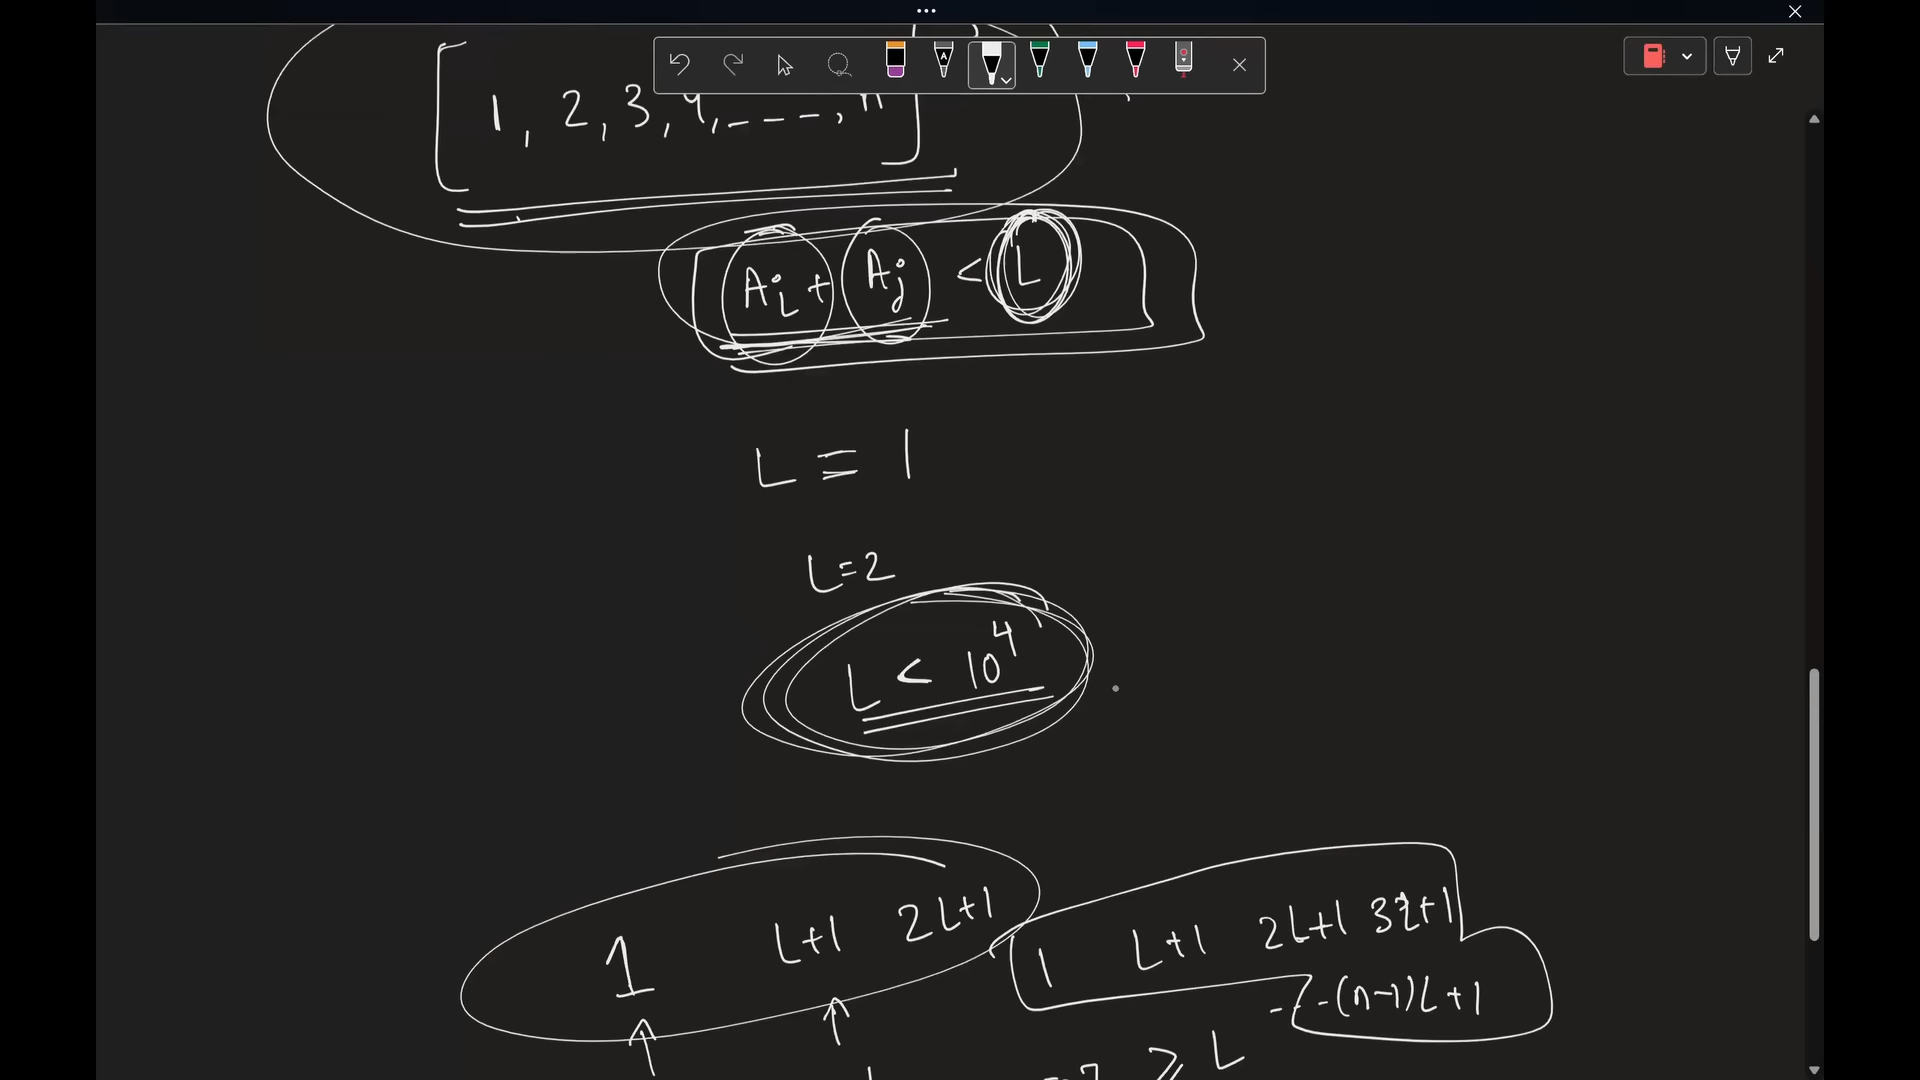 1, 2, 3, 4, - - - -, n
Ai + Aj < L
L = 1
L=2
L < 10^4
1 L+1 2L+1
1 L+1 2L+1 3L+1
- - -(n-1)L+1
≥ L